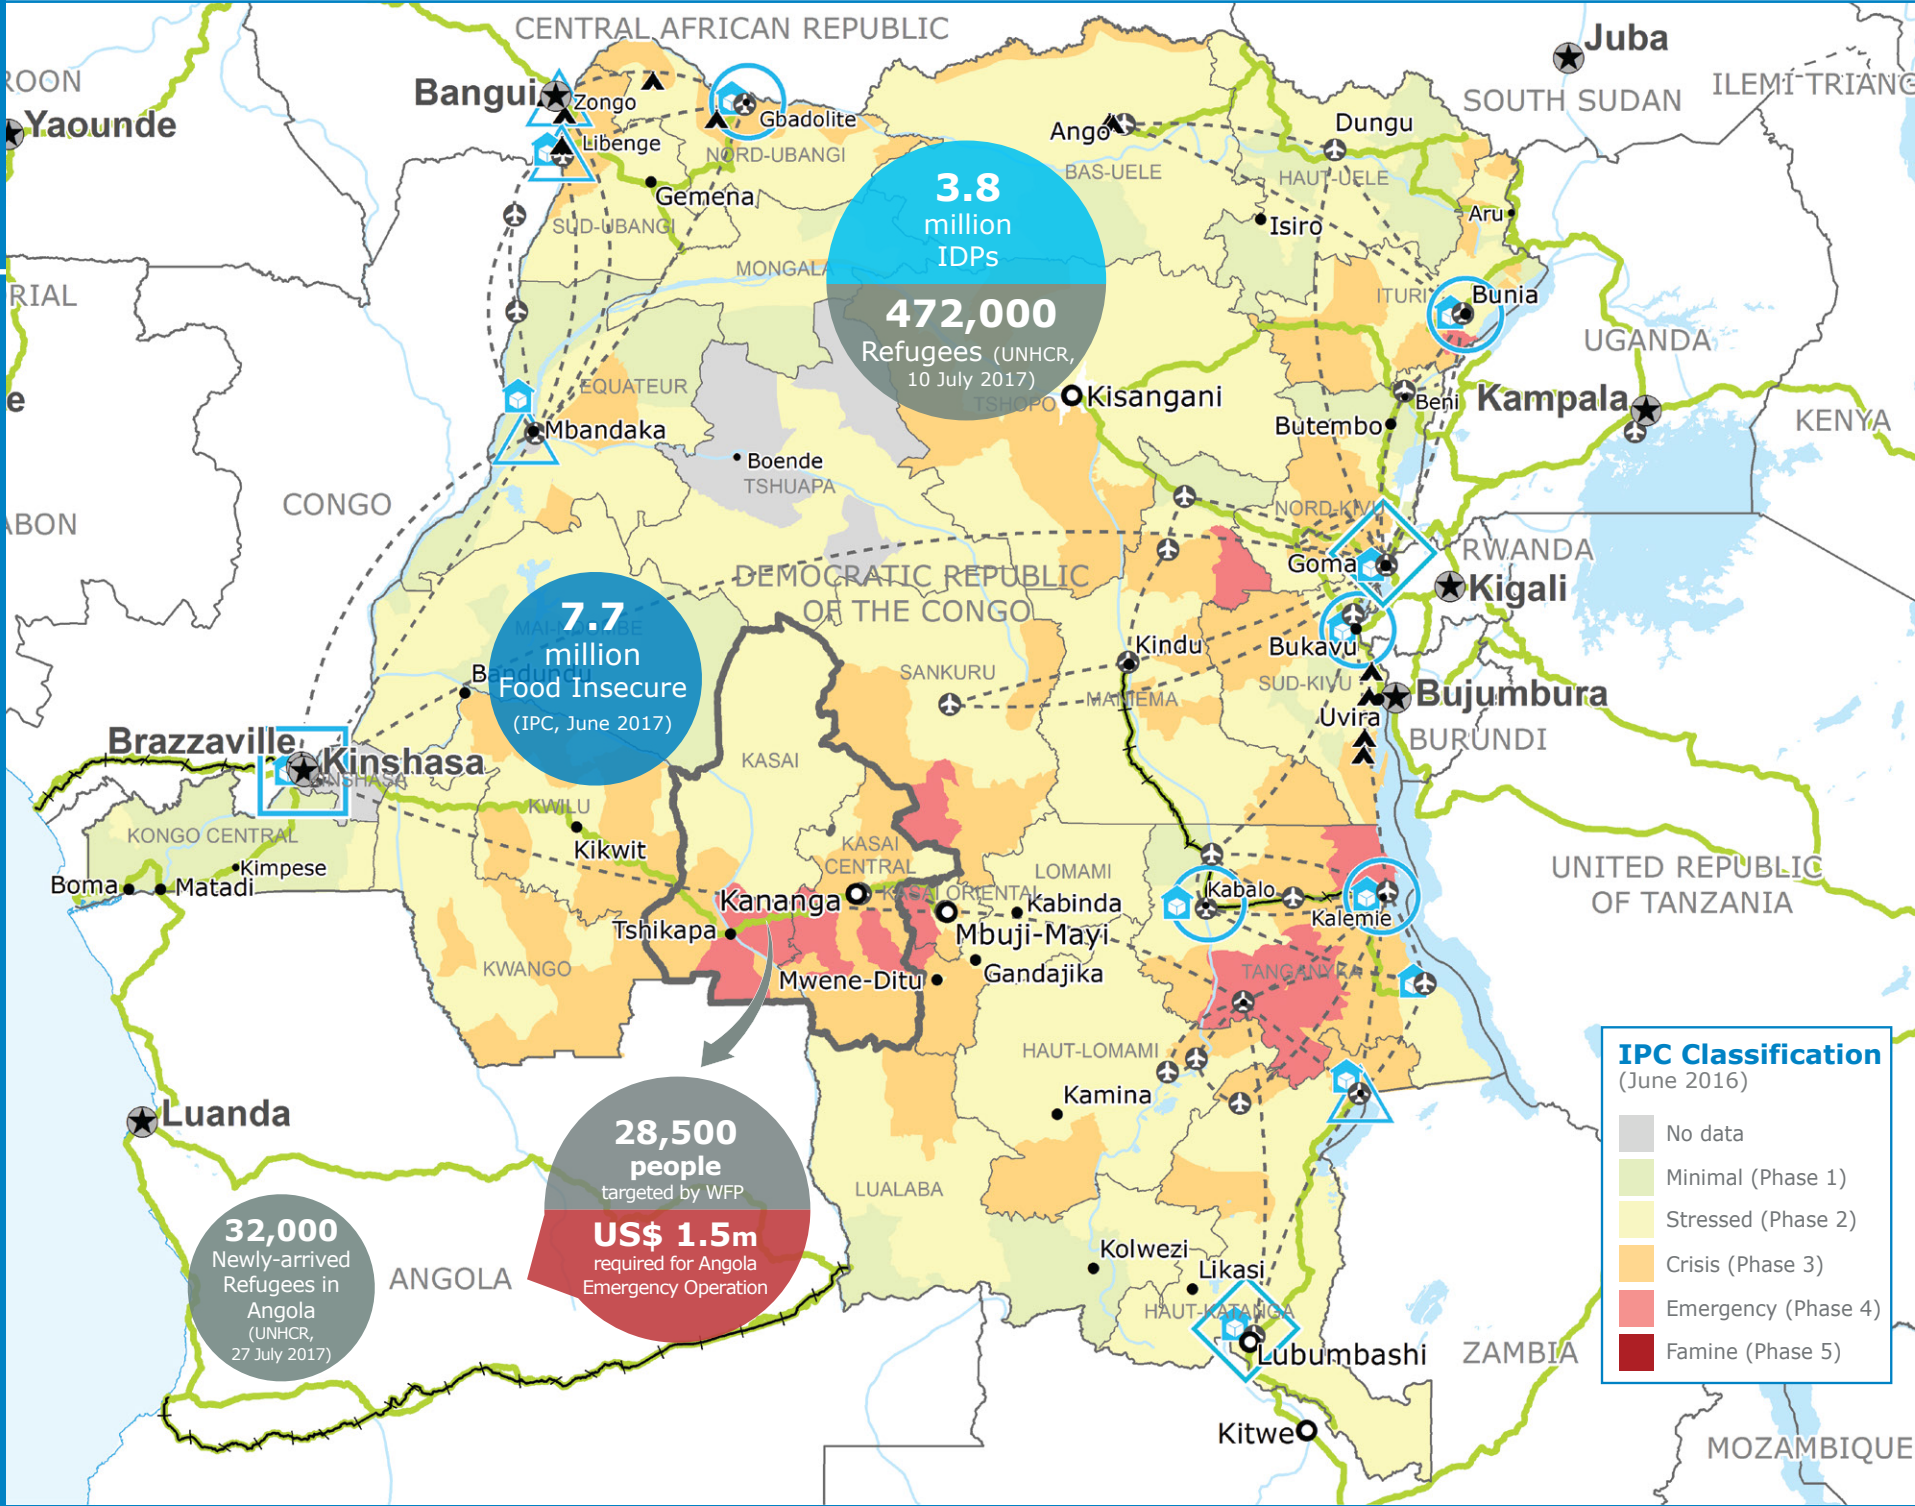 CENTRAL AFRICAN REPUBLIC
Juba
ROON
ILEMI TRIANG
SOUTH SUDAN
Bangui
Zongo
Yaounde
Gbadolite
Ango
Dungu
Libenge
NORD-UBANGI
BAS-UELE
HAUT-UELE
Gemena
Aru
SUD-UBANGI
Isiro
3.8
million
IDPs
472,000
Refugees (UNHCR,
10 July 2017)
MONGALA
RIAL
ITURI
Bunia
UGANDA
EQUATEUR
TSHOPO
Kisangani
Beni
Kampala
e
KENYA
Mbandaka
Butembo
Boende
TSHUAPA
CONGO
NORD-KIVU
ABON
RWANDA
Goma
Kigali
DEMOCRATIC REPUBLIC
OF THE CONGO
7.7
million
Food Insecure
(IPC, June 2017)
MAI-NDOMBE
Bandundu
SANKURU
Kindu
Bukavu
MANIEMA
SUD-KIVU
Bujumbura
Uvira
BURUNDI
Brazzaville
Kinshasa
KINSHASA
KASAI
KWILU
KONGO CENTRAL
Kikwit
KASAI
CENTRAL
Kimpese
LOMAMI
UNITED REPUBLIC
OF TANZANIA
Boma
Matadi
Kananga
KASAI ORIENTAL
Kabinda
Kabalo
Kalemie
Tshikapa
Mbuji-Mayi
KWANGO
Mwene-Ditu
Gandajika
TANGANYKA
HAUT-LOMAMI
Kamina
Luanda
28,500
people
targeted by WFP
US$ 1.5m
required for Angola
Emergency Operation
LUALABA
32,000
Newly-arrived
Refugees in
Angola
(UNHCR,
27 July 2017)
ANGOLA
Kolwezi
Likasi
HAUT-KATANGA
Lubumbashi
ZAMBIA
Kitwe
MOZAMBIQUE
IPC Classification
(June 2016)
No data
Minimal (Phase 1)
Stressed (Phase 2)
Crisis (Phase 3)
Emergency (Phase 4)
Famine (Phase 5)